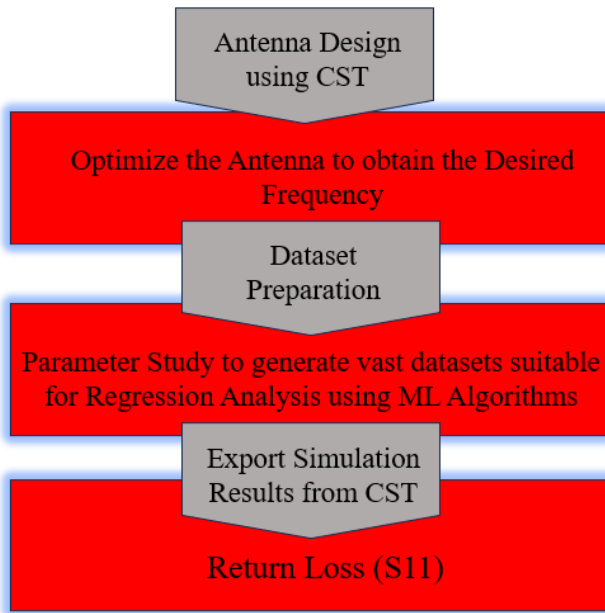 Antenna Design
using CST
Optimize the Antenna to obtain the Desired
Frequency
Dataset
Preparation
Parameter Study to generate vast datasets suitable
for Regression Analysis using ML Algorithms
Export Simulation
Results from CST
Return Loss (S11)